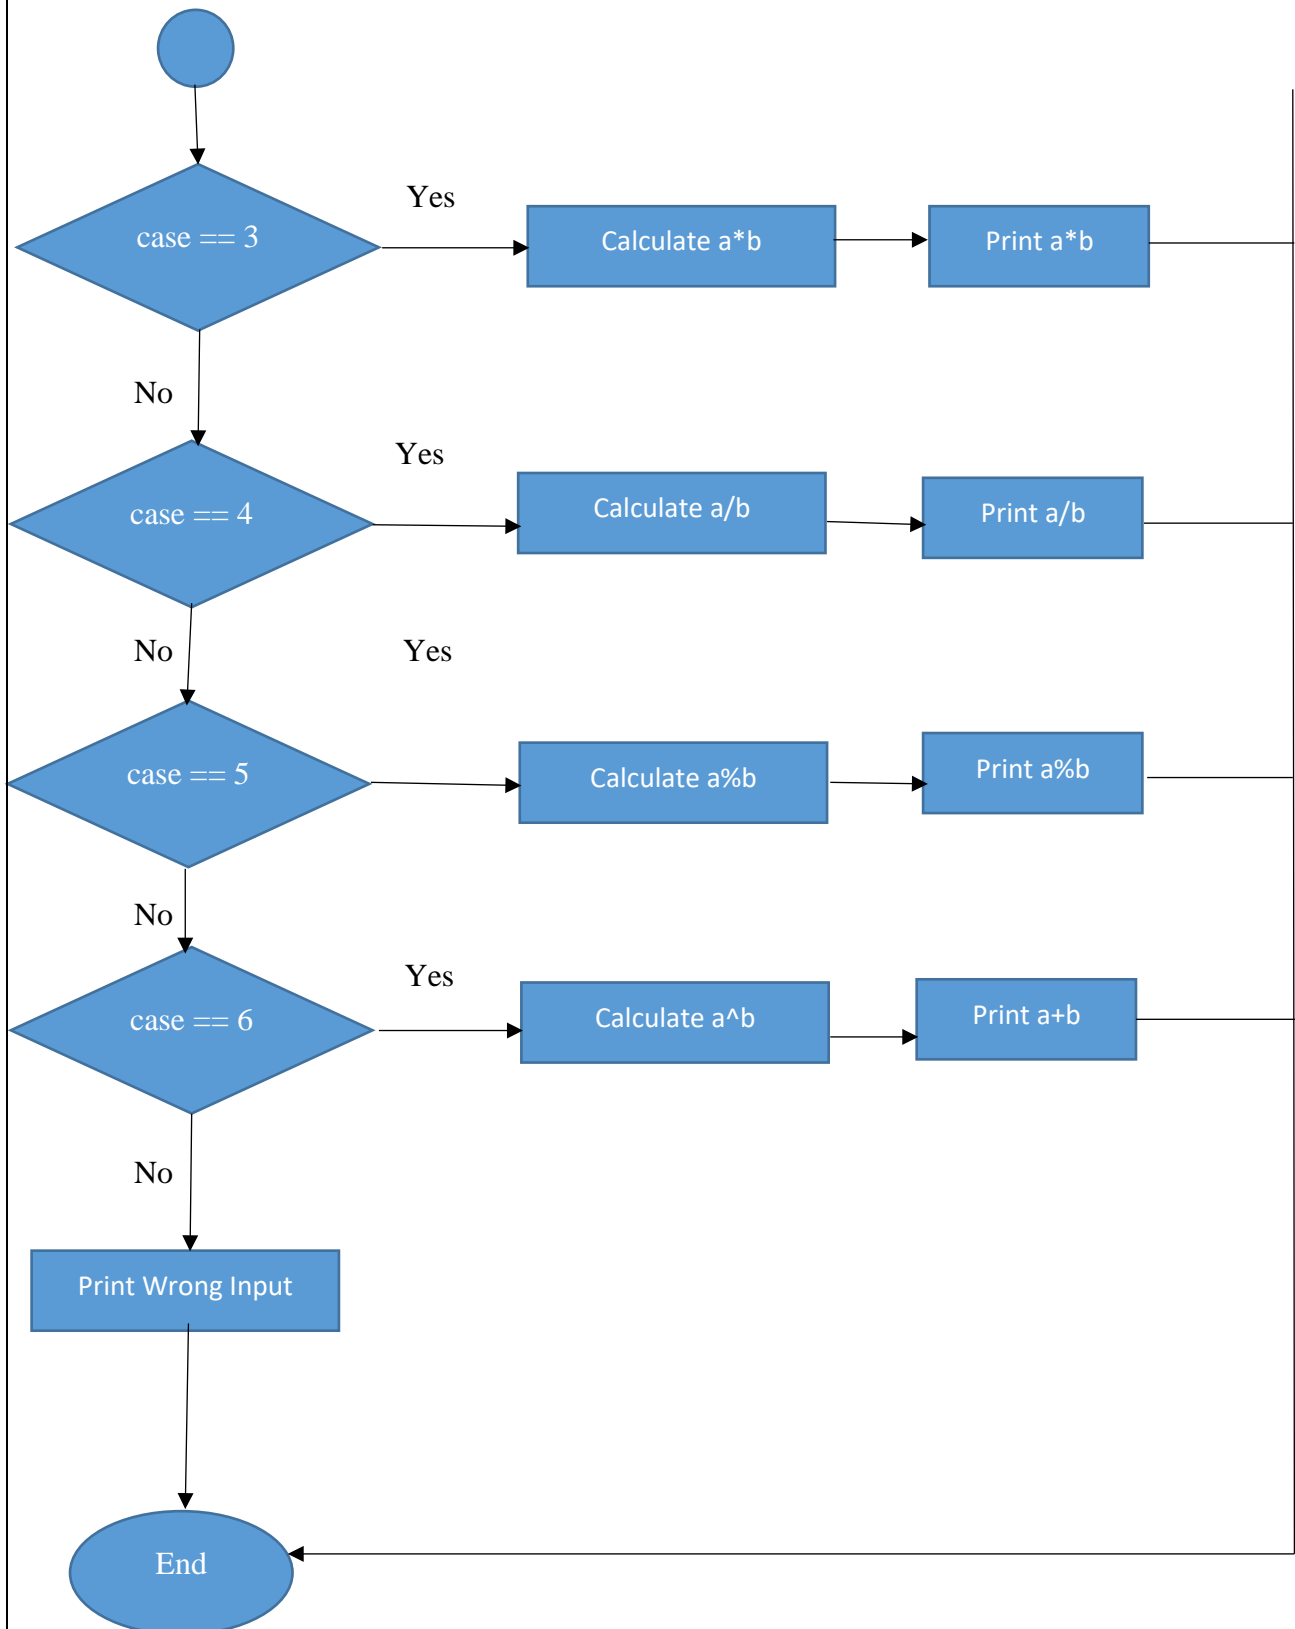 Yes
case == 3
Calculate a*b
Print a*b
No
Yes
case == 4
Calculate a/b
Print a/b
No
Yes
case == 5
Calculate a%b
Print a%b
No
Yes
case == 6
Calculate a^b
Print a+b
No
Print Wrong Input
End